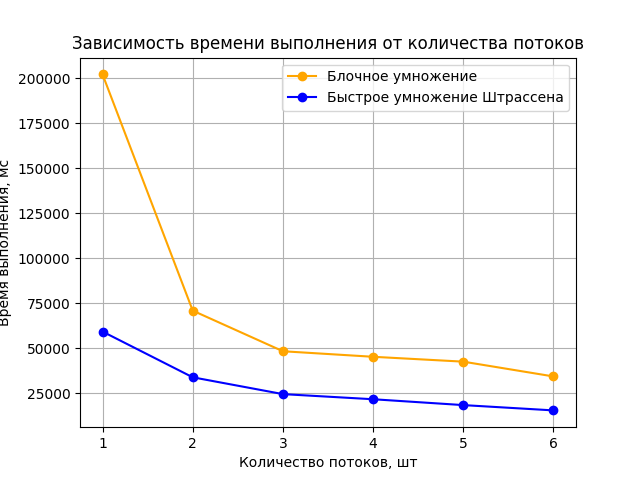 Зависимость времени выполнения от количества потоков
Блочное умножение
Быстрое умножение Штрассена
200000
175000
150000
125000
100000
75000
50000
25000
Время выполнения, мс
1 2 3 4 5 6
Количество потоков, шт